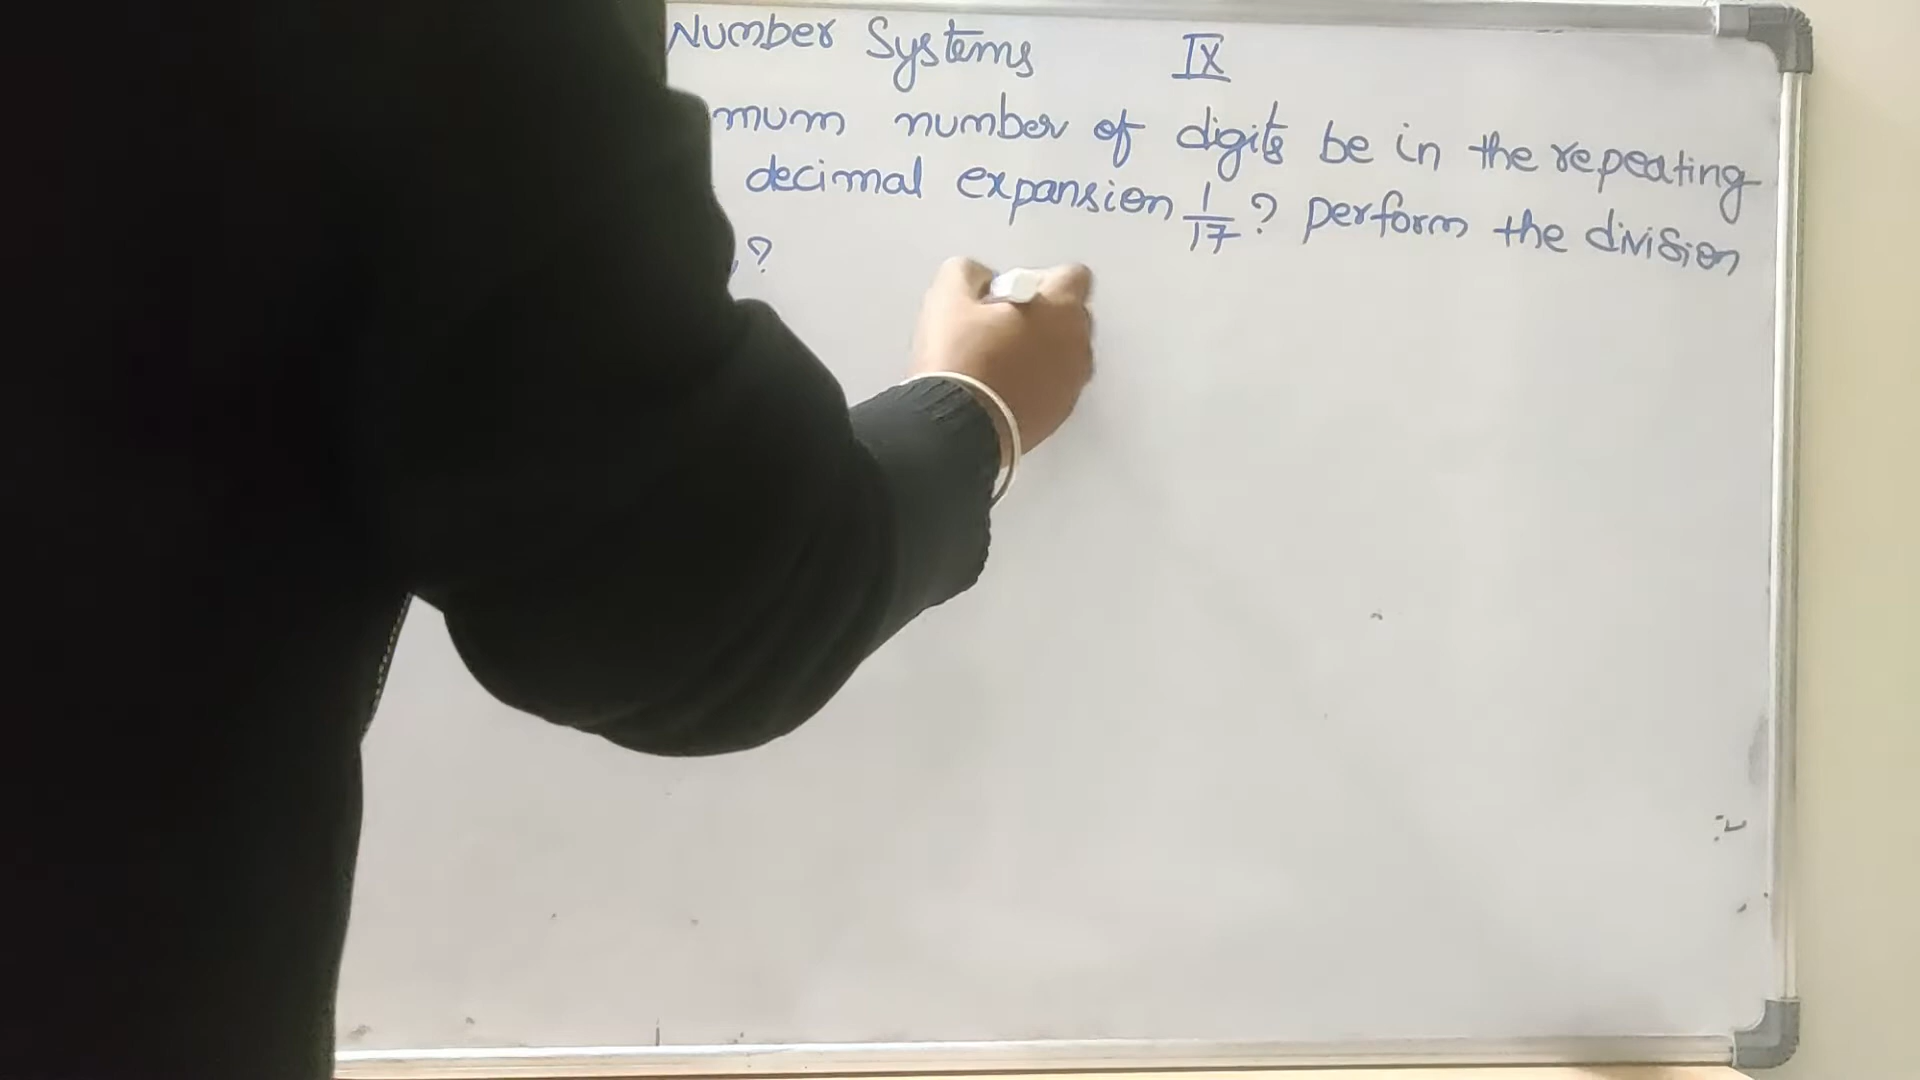 Number Systems IX
mum number of digits be in the repeating
decimal expansion 1/17? perform the division
?